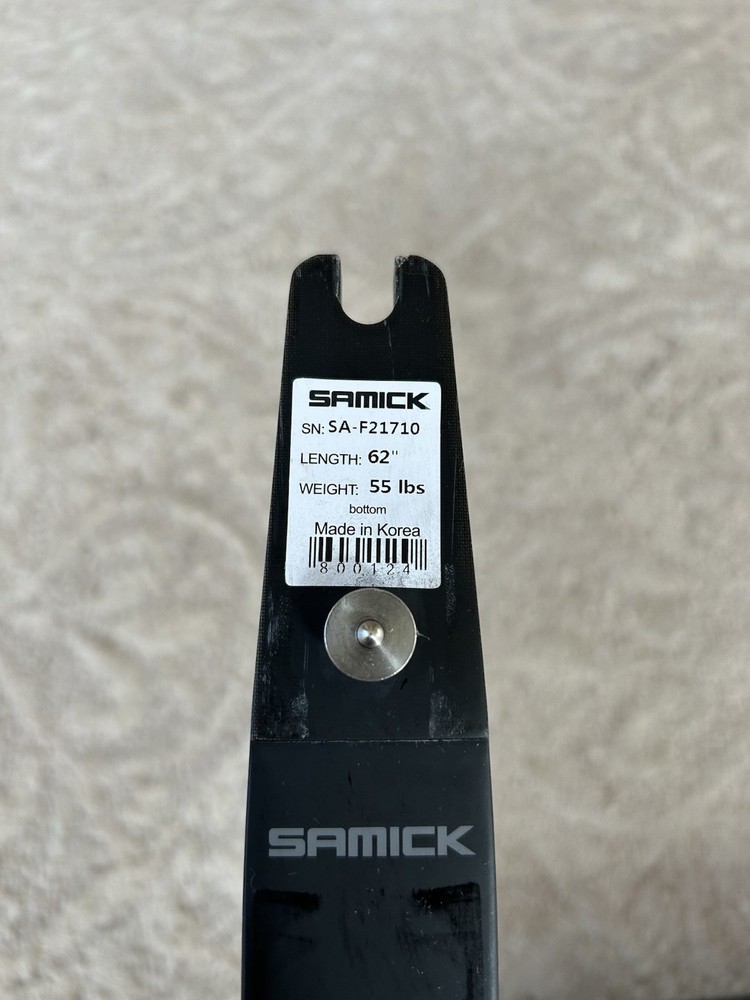 SAMICK
SN: SA-F21710
LENGTH: 62"
WEIGHT: 55 lbs
bottom
Made in Korea
800124
SAMICK